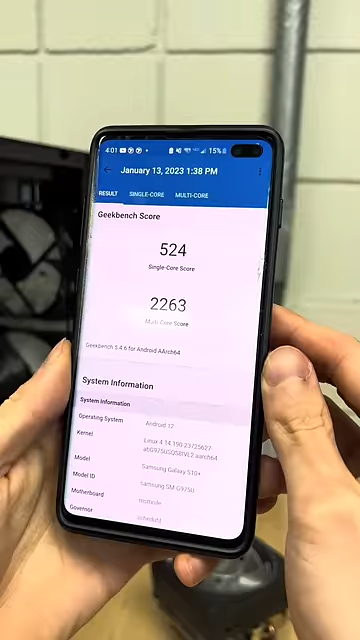 4:01 15%
January 13, 2023 1:38 PM
RESULT SINGLE-CORE MULTI-CORE
Geekbench Score
524
Single-Core Score
2263
Multi-Core Score
Geekbench 5.4.6 for Android AArch64
System Information
System Information
Operating System Android 12
Kernel Linux 4.14.190-23725627-
abG975USQS8IVL2 aarch64
Model Samsung Galaxy S10+
Model ID samsung SM-G975U
Motherboard msmnile
Governor schedutil